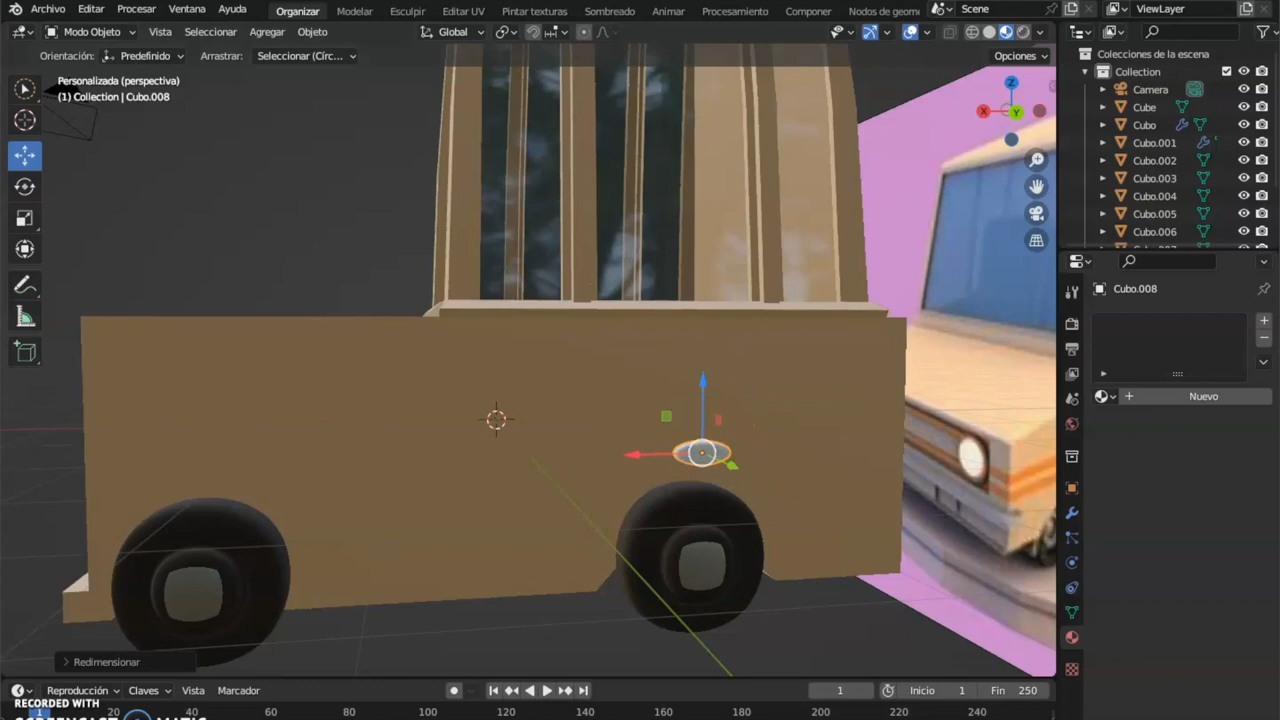 Archivo Editar Procesar Ventana Ayuda Organizar Modelar Esculpir Editar UV Pintar texturas Sombreado Animar Procesamiento Componer Nodos de geome Scene ViewLayer
Modo Objeto Vista Seleccionar Agregar Objeto Global
Orientación: Predefinido Arrastrar: Seleccionar (Círc... Opciones
Personalizada (perspectiva)
(1) Collection | Cubo.008
Colecciones de la escena
Collection
Camera
Cube
Cubo
Cubo.001
Cubo.002
Cubo.003
Cubo.004
Cubo.005
Cubo.006
Cubo.008
Nuevo
X Y Z
Redimensionar
Reproducción Claves Vista Marcador 1 Inicio 1 Fin 250
1 20 40 60 80 100 120 140 160 180 200 220 240
RECORDED WITH